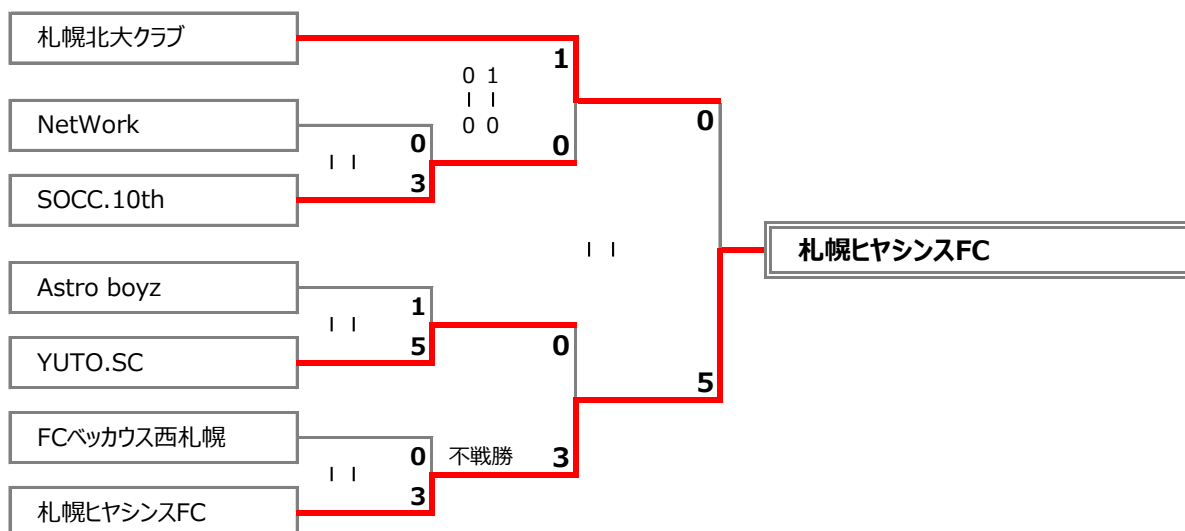 札幌北大クラブ
1
0 1
| |
0 0
NetWork
0
0
0
| |
3
SOCC.10th
| |
札幌ヒヤシンスFC
Astro boyz
1
| |
5
0
YUTO.SC
5
FCベッカウス西札幌
0
不戦勝
3
| |
3
札幌ヒヤシンスFC